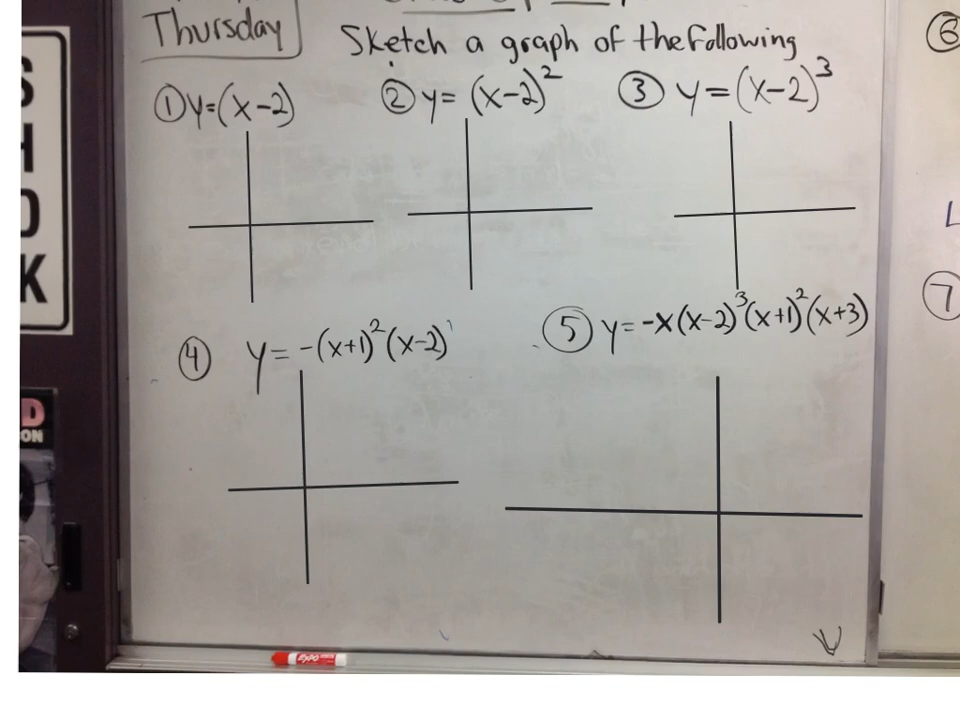 Thursday
Sketch a graph of the following
① y=(x-2)
② y= (x-2)²
③ y=(x-2)³
④ y= -(x+1)²(x-2)
⑤ y= -x(x-2)³(x+1)²(x+3)
⑥
⑦
S
H
O
K
D
ON